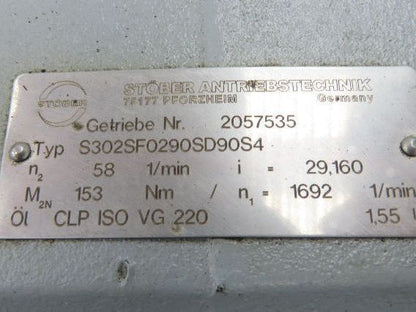 STÖBER
STÖBER ANTRIEBSTECHNIK
75177 PFORZHEIM Germany
Getriebe Nr. 2057535
Typ S302SF0290SD90S4
n₂ 58 1/min i = 29,160
M₂N 153 Nm / n₁ = 1692 1/min
Öl CLP ISO VG 220 1,55